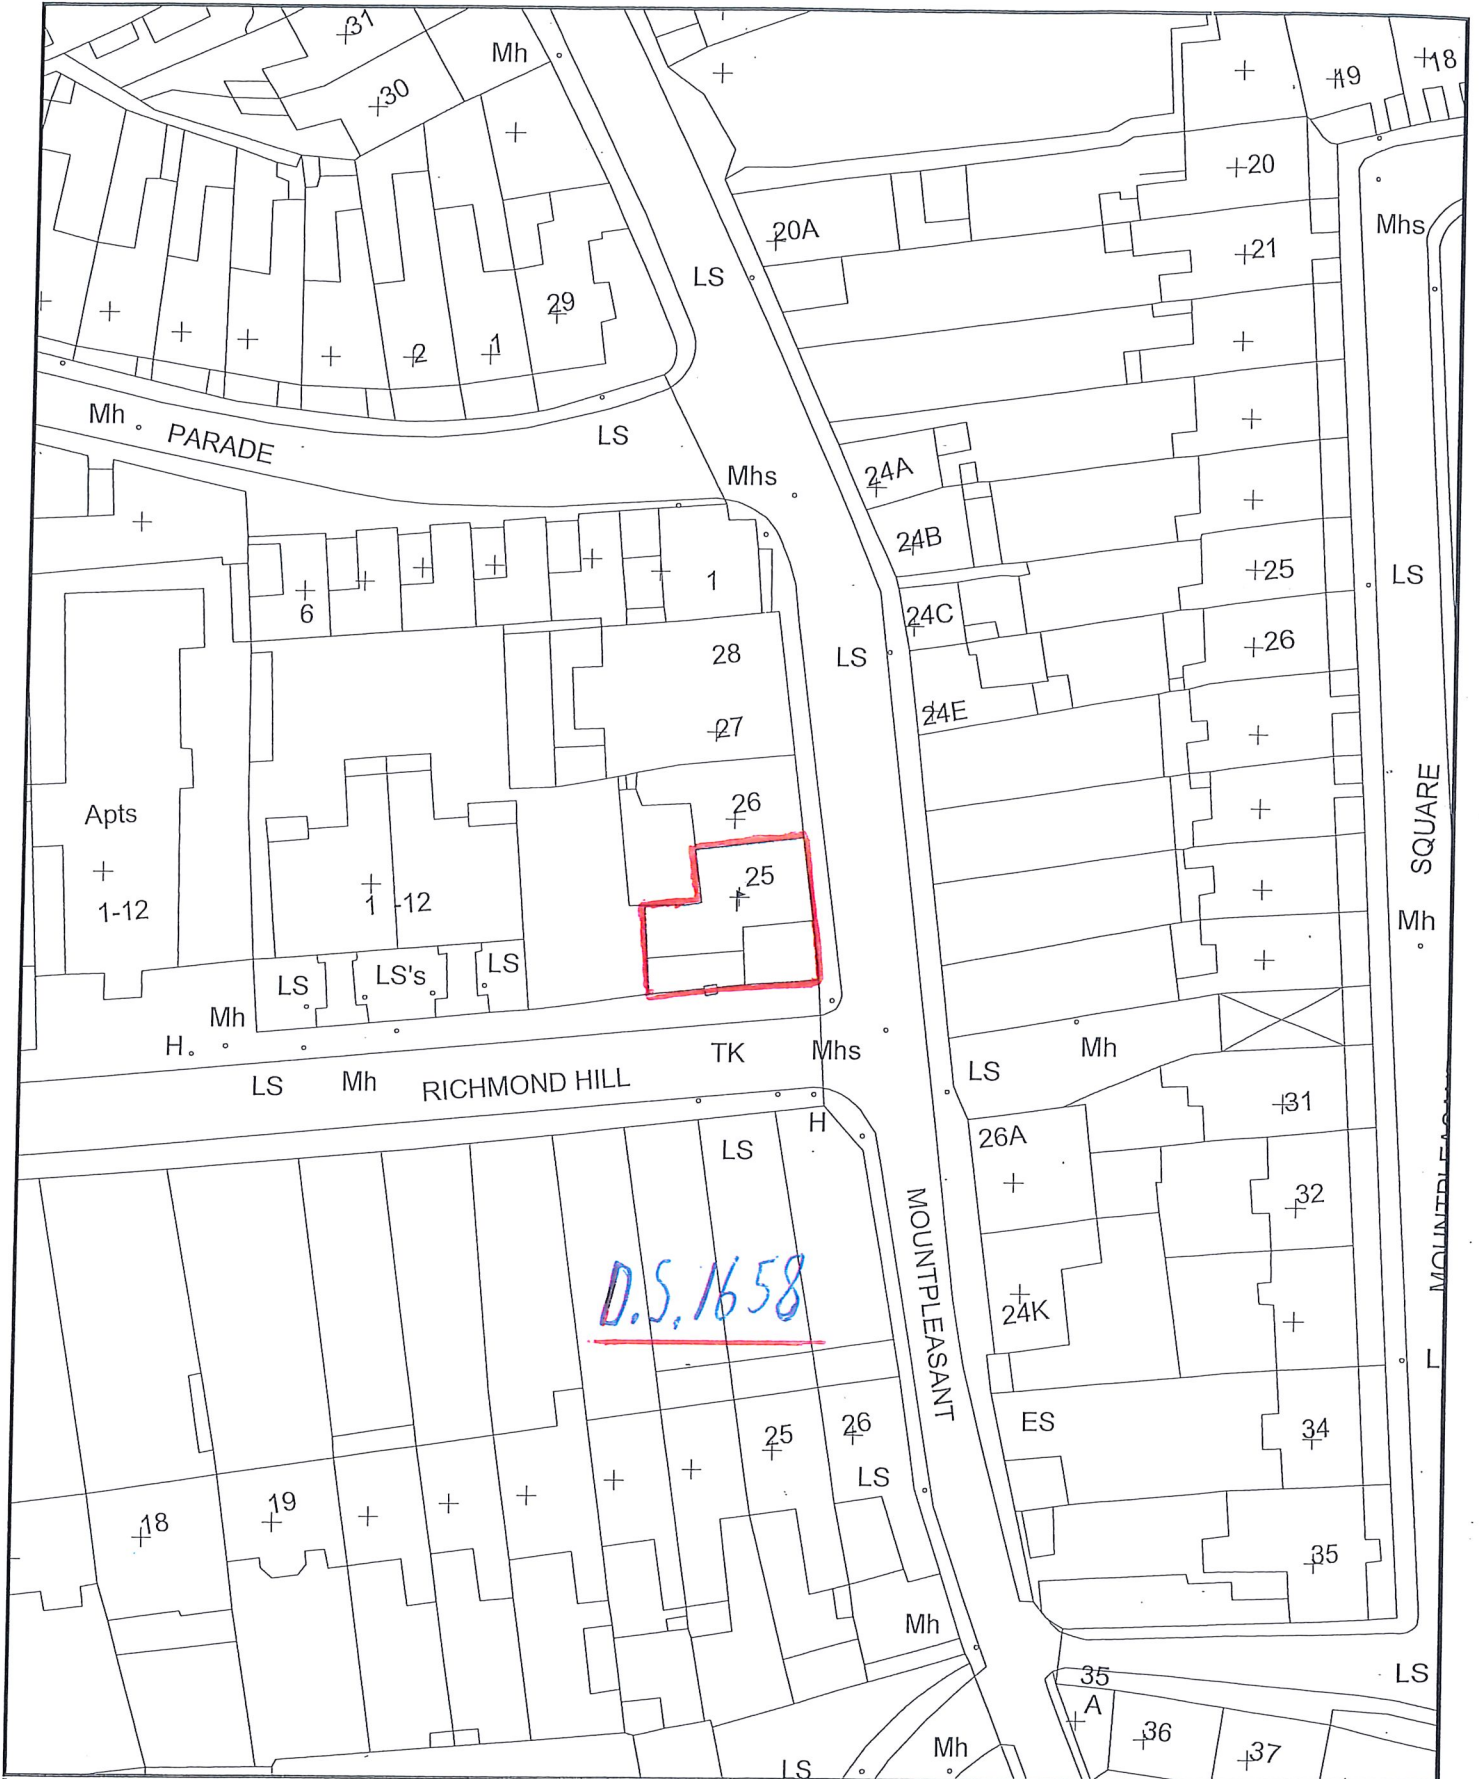 31
Mh
30
18
19
20
Mhs
20A
21
LS
29
2
1
Mh
PARADE
LS
24A
Mhs
24B
25
LS
1
6
24C
26
28
LS
24E
27
SQUARE
Apts
26
25
1-12
1 -12
Mh
LS
LS's
LS
Mh
H
TK
Mhs
Mh
LS
LS
Mh
RICHMOND HILL
31
H
26A
LS
32
MOUNTPLEASANT
D.S.1658
24K
L
ES
26
25
34
LS
19
18
35
Mh
35
A
LS
36
Mh
37
LS